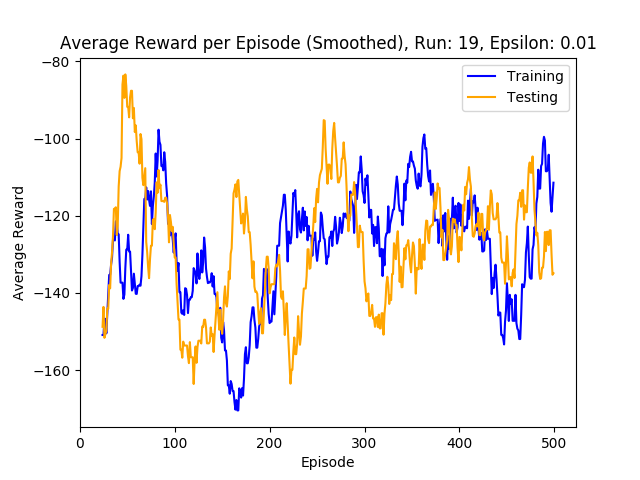 Average Reward per Episode (Smoothed), Run: 19, Epsilon: 0.01
Training
Testing
Average Reward
−80
−100
−120
−140
−160
0 100 200 300 400 500
Episode